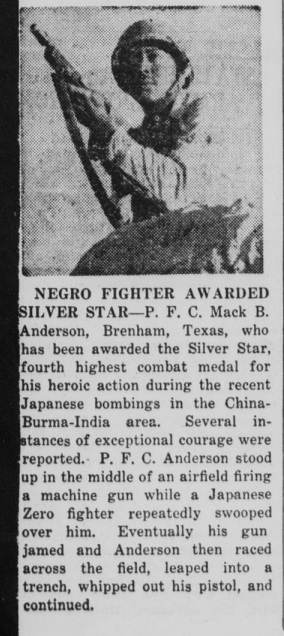 NEGRO FIGHTER AWARDED
SILVER STAR—P. F. C. Mack B.
Anderson, Brenham, Texas, who
has been awarded the Silver Star,
fourth highest combat medal for
his heroic action during the recent
Japanese bombings in the China-
Burma-India area. Several in-
stances of exceptional courage were
reported. P. F. C. Anderson stood
up in the middle of an airfield firing
a machine gun while a Japanese
Zero fighter repeatedly swooped
over him. Eventually his gun
jamed and Anderson then raced
across the field, leaped into a
trench, whipped out his pistol, and
continued.